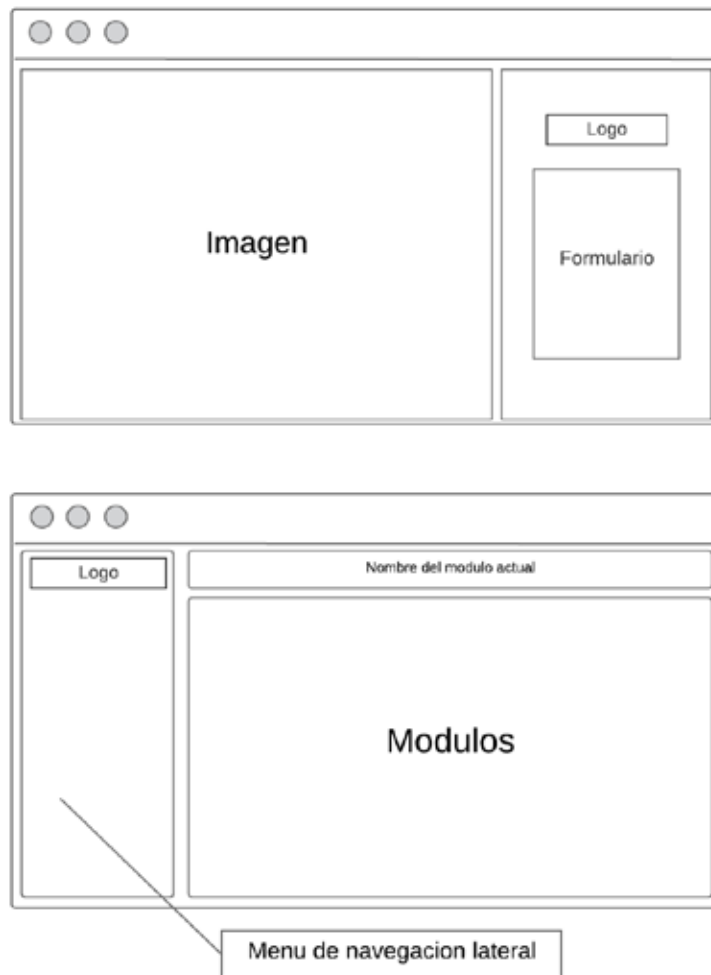 Logo
Imagen
Formulario
Logo
Nombre del modulo actual
Modulos
Menu de navegacion lateral